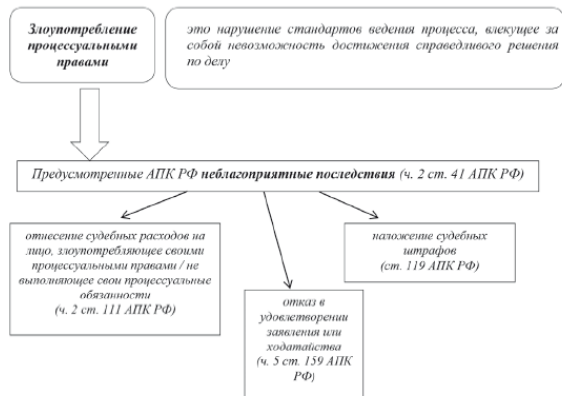 Злоупотребление
процессуальными
правами
это нарушение стандартов ведения процесса, влекущее за
собой невозможность достижения справедливого решения
по делу
Предусмотренные АПК РФ неблагоприятные последствия (ч. 2 ст. 41 АПК РФ)
отнесение судебных расходов на
лицо, злоупотребляющее своими
процессуальными правами / не
выполняющее свои процессуальные
обязанности
(ч. 2 ст. 111 АПК РФ)
отказ в
удовлетворении
заявления или
ходатайства
(ч. 5 ст. 159 АПК
РФ)
наложение судебных
штрафов
(ст. 119 АПК РФ)